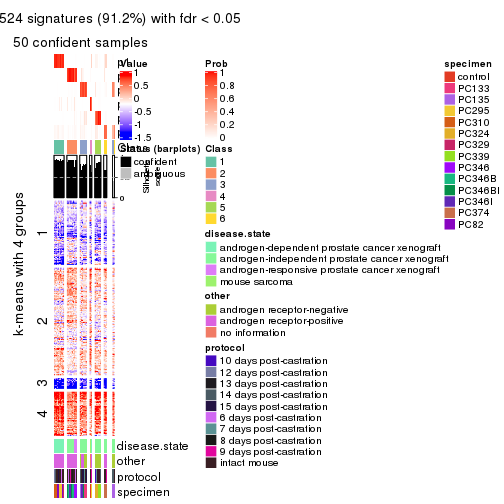 524 signatures (91.2%) with fdr < 0.05
50 confident samples
Value
1
0.5
0
-0.5
-1
-1.5
Prob
0.8
0.6
0.4
0.2
0
Status (barplots)
confident
ambiguous
Class
1
2
3
4
5
6
disease.state
androgen-dependent prostate cancer xenograft
androgen-independent prostate cancer xenograft
androgen-responsive prostate cancer xenograft
mouse sarcoma
other
androgen receptor-negative
androgen receptor-positive
no information
protocol
10 days post-castration
12 days post-castration
13 days post-castration
14 days post-castration
15 days post-castration
6 days post-castration
7 days post-castration
8 days post-castration
9 days post-castration
intact mouse
specimen
control
PC133
PC135
PC295
PC310
PC324
PC329
PC339
PC346
PC346B
PC346BI
PC346I
PC374
PC82
k-means with 4 groups
1
2
3
4
disease.state
other
protocol
specimen